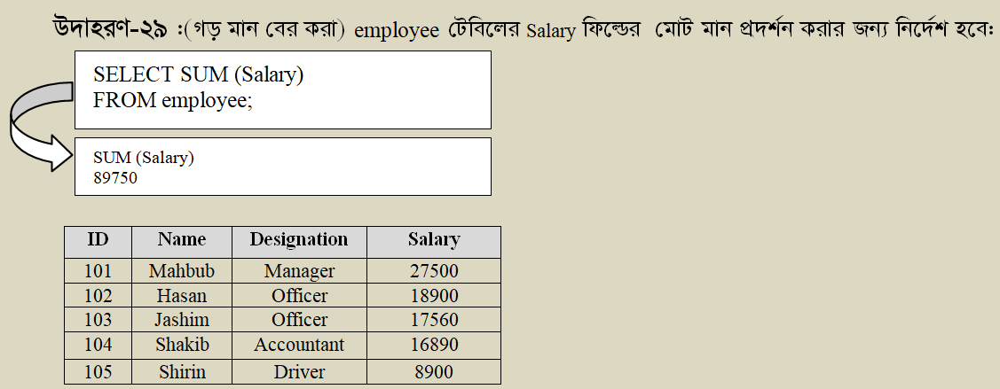 উদাহরণ-২৯ :(গড় মান বের করা) employee টেবিলের Salary ফিল্ডের মোট মান প্রদর্শন করার জন্য নির্দেশ হবে:
SELECT SUM (Salary)
FROM employee;
SUM (Salary)
89750
ID Name Designation Salary
101 Mahbub Manager 27500
102 Hasan Officer 18900
103 Jashim Officer 17560
104 Shakib Accountant 16890
105 Shirin Driver 8900